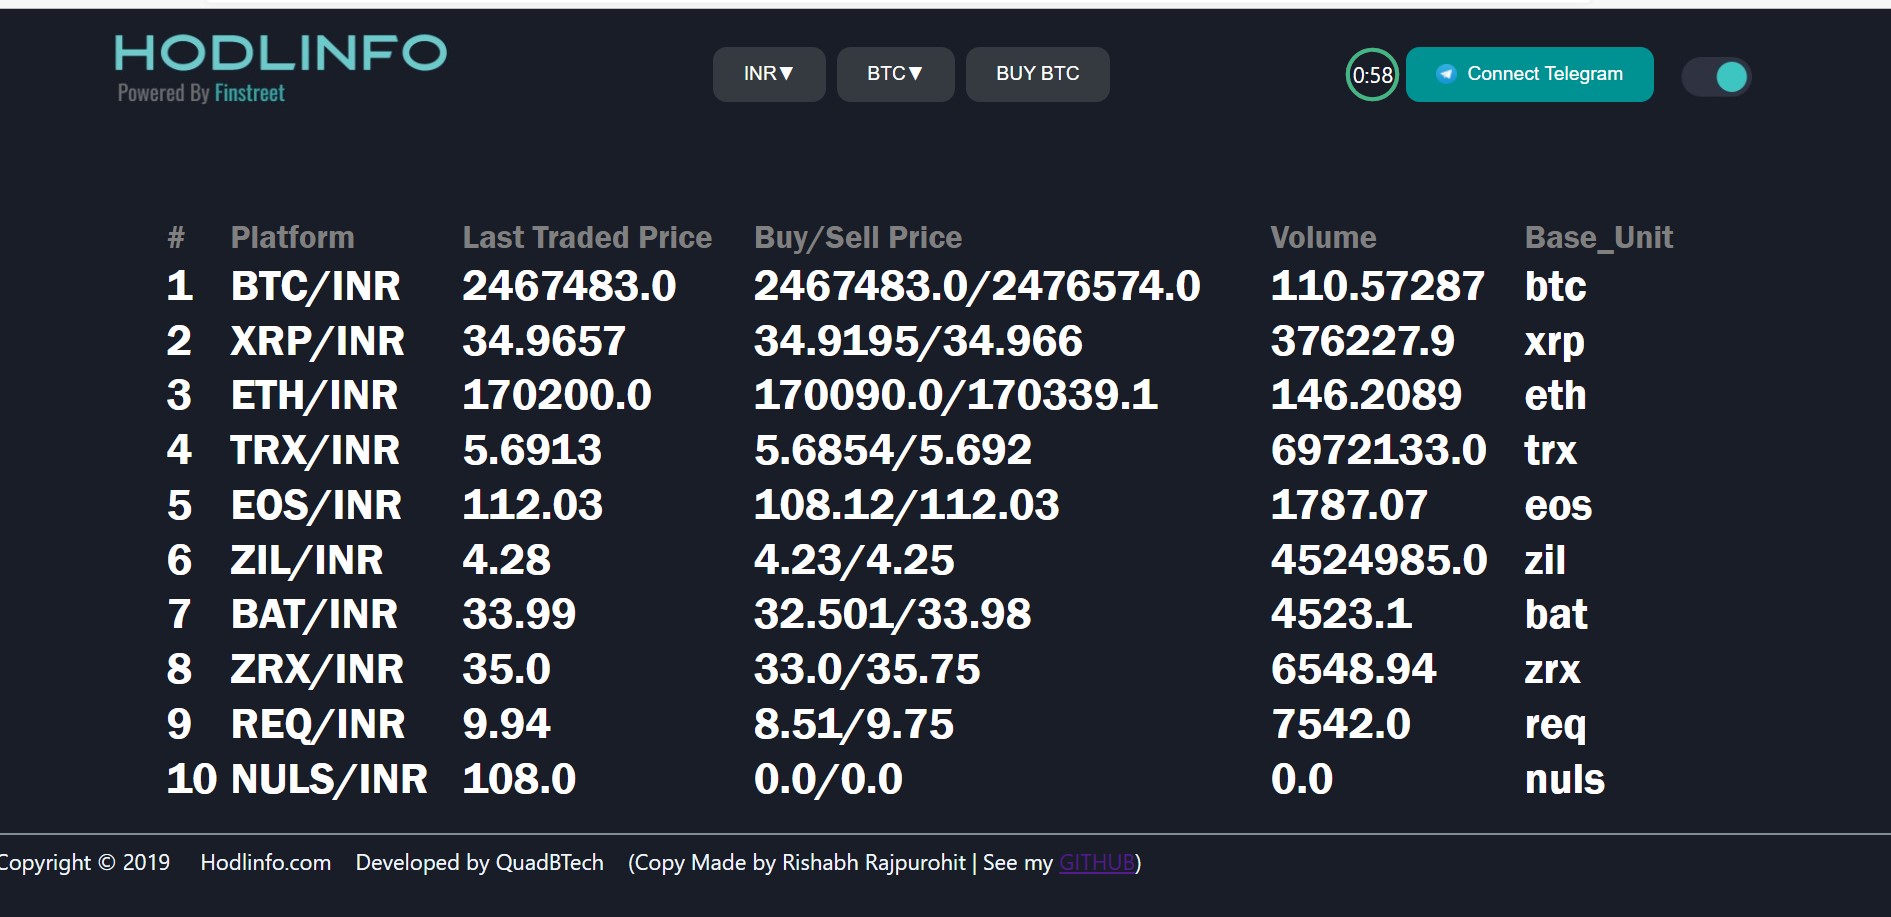 HODLINFO
Powered By Finstreet
INR▼ BTC▼ BUY BTC
0:58 Connect Telegram
# Platform Last Traded Price Buy/Sell Price Volume Base_Unit
1 BTC/INR 2467483.0 2467483.0/2476574.0 110.57287 btc
2 XRP/INR 34.9657 34.9195/34.966 376227.9 xrp
3 ETH/INR 170200.0 170090.0/170339.1 146.2089 eth
4 TRX/INR 5.6913 5.6854/5.692 6972133.0 trx
5 EOS/INR 112.03 108.12/112.03 1787.07 eos
6 ZIL/INR 4.28 4.23/4.25 4524985.0 zil
7 BAT/INR 33.99 32.501/33.98 4523.1 bat
8 ZRX/INR 35.0 33.0/35.75 6548.94 zrx
9 REQ/INR 9.94 8.51/9.75 7542.0 req
10 NULS/INR 108.0 0.0/0.0 0.0 nuls
Copyright © 2019 Hodlinfo.com Developed by QuadBTech (Copy Made by Rishabh Rajpurohit | See my GITHUB)